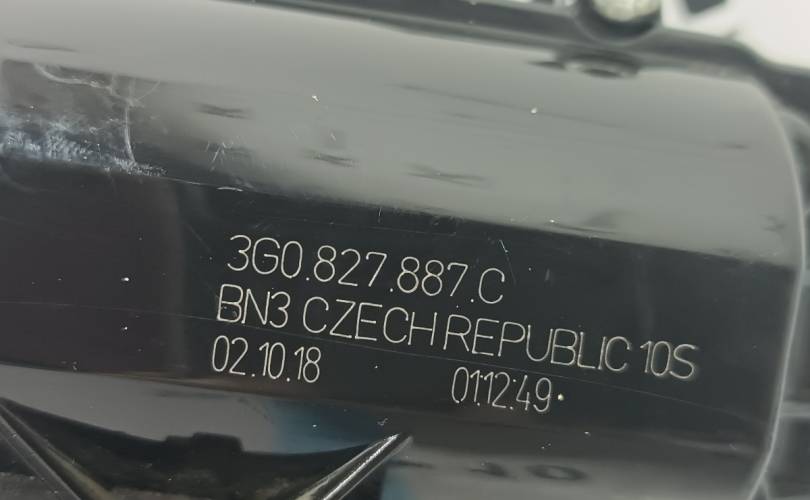 3G0.827.887.C
BN3 CZECH REPUBLIC 10S
02.10.18 01:12:49